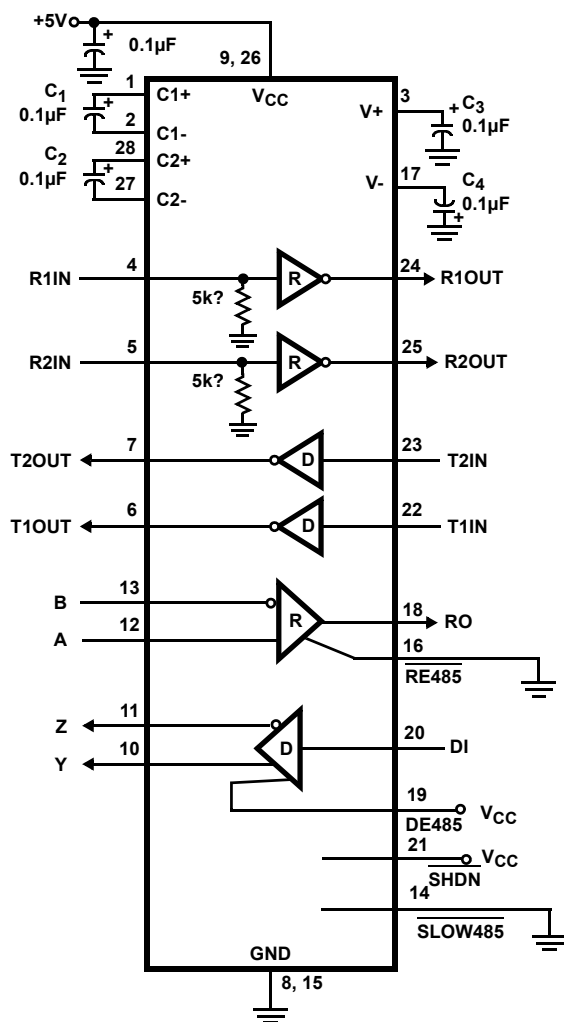 +5V
0.1µF
+
9, 26
VCC
1
C1+
C1
0.1µF
+
2
C1-
28
C2+
C2
0.1µF
+
27
C2-
3
V+
+
C3
0.1µF
17
V-
C4
0.1µF
+
R1IN
4
R
24
R1OUT
5k?
R2IN
5
R
25
R2OUT
5k?
T2OUT
7
D
23
T2IN
T1OUT
6
D
22
T1IN
B
13
A
12
R
18
RO
16
RE485
Z
11
Y
10
D
20
DI
19
DE485
VCC
21
SHDN
VCC
14
SLOW485
GND
8, 15